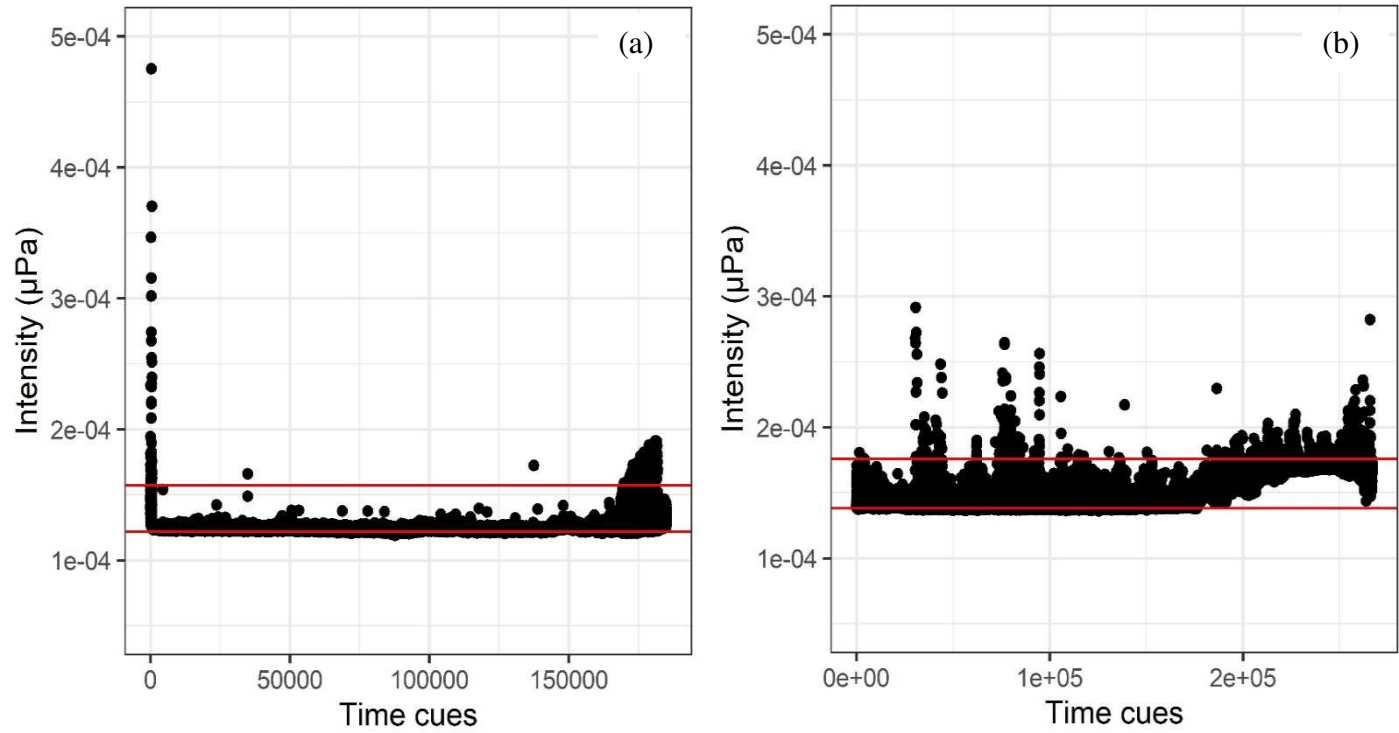 (a)
Intensity (µPa)
5e-04
4e-04
3e-04
2e-04
1e-04
0 50000 100000 150000
Time cues
(b)
Intensity (µPa)
5e-04
4e-04
3e-04
2e-04
1e-04
0e+00 1e+05 2e+05
Time cues